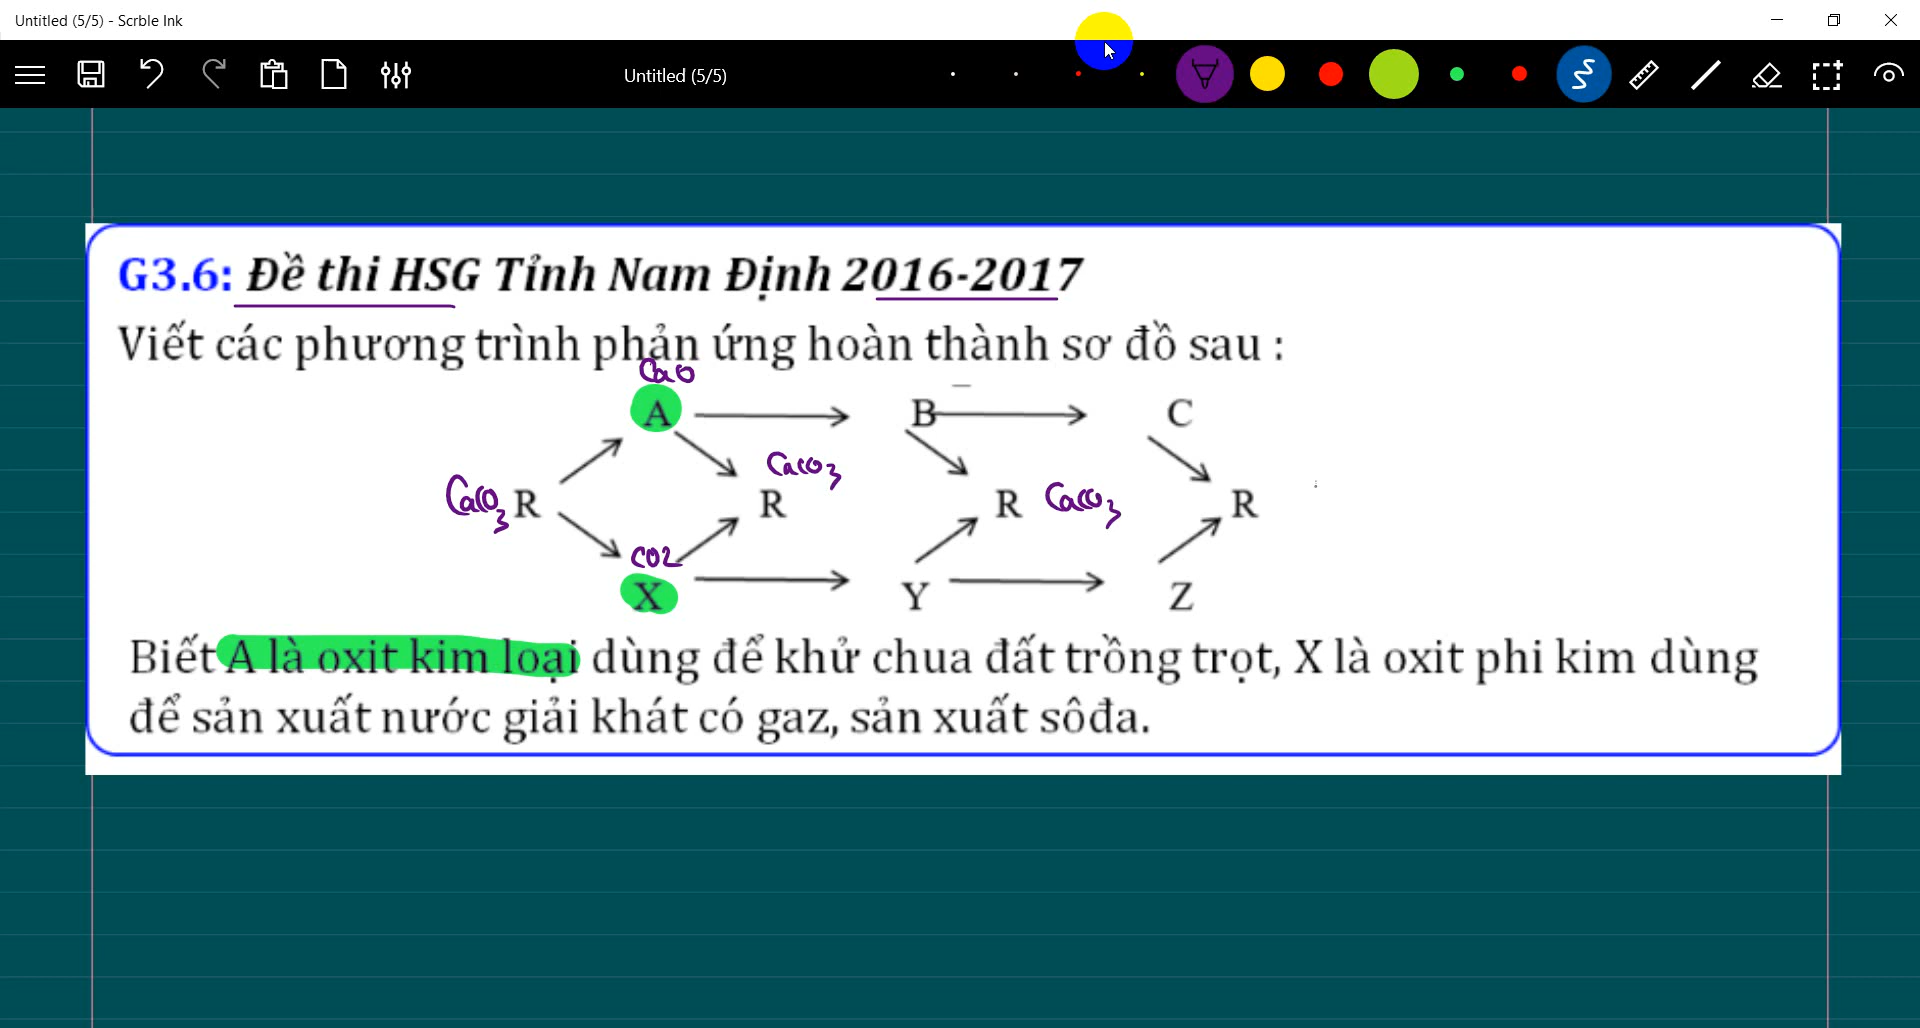 Untitled (5/5) - Scrble Ink
Untitled (5/5)
G3.6: Đề thi HSG Tỉnh Nam Định 2016-2017
Viết các phương trình phản ứng hoàn thành sơ đồ sau :
CaO
A B C
CaCO3
CaCO3 R R R CaCO3 R
CO2
X Y Z
Biết A là oxit kim loại dùng để khử chua đất trồng trọt, X là oxit phi kim dùng
để sản xuất nước giải khát có gaz, sản xuất sôđa.